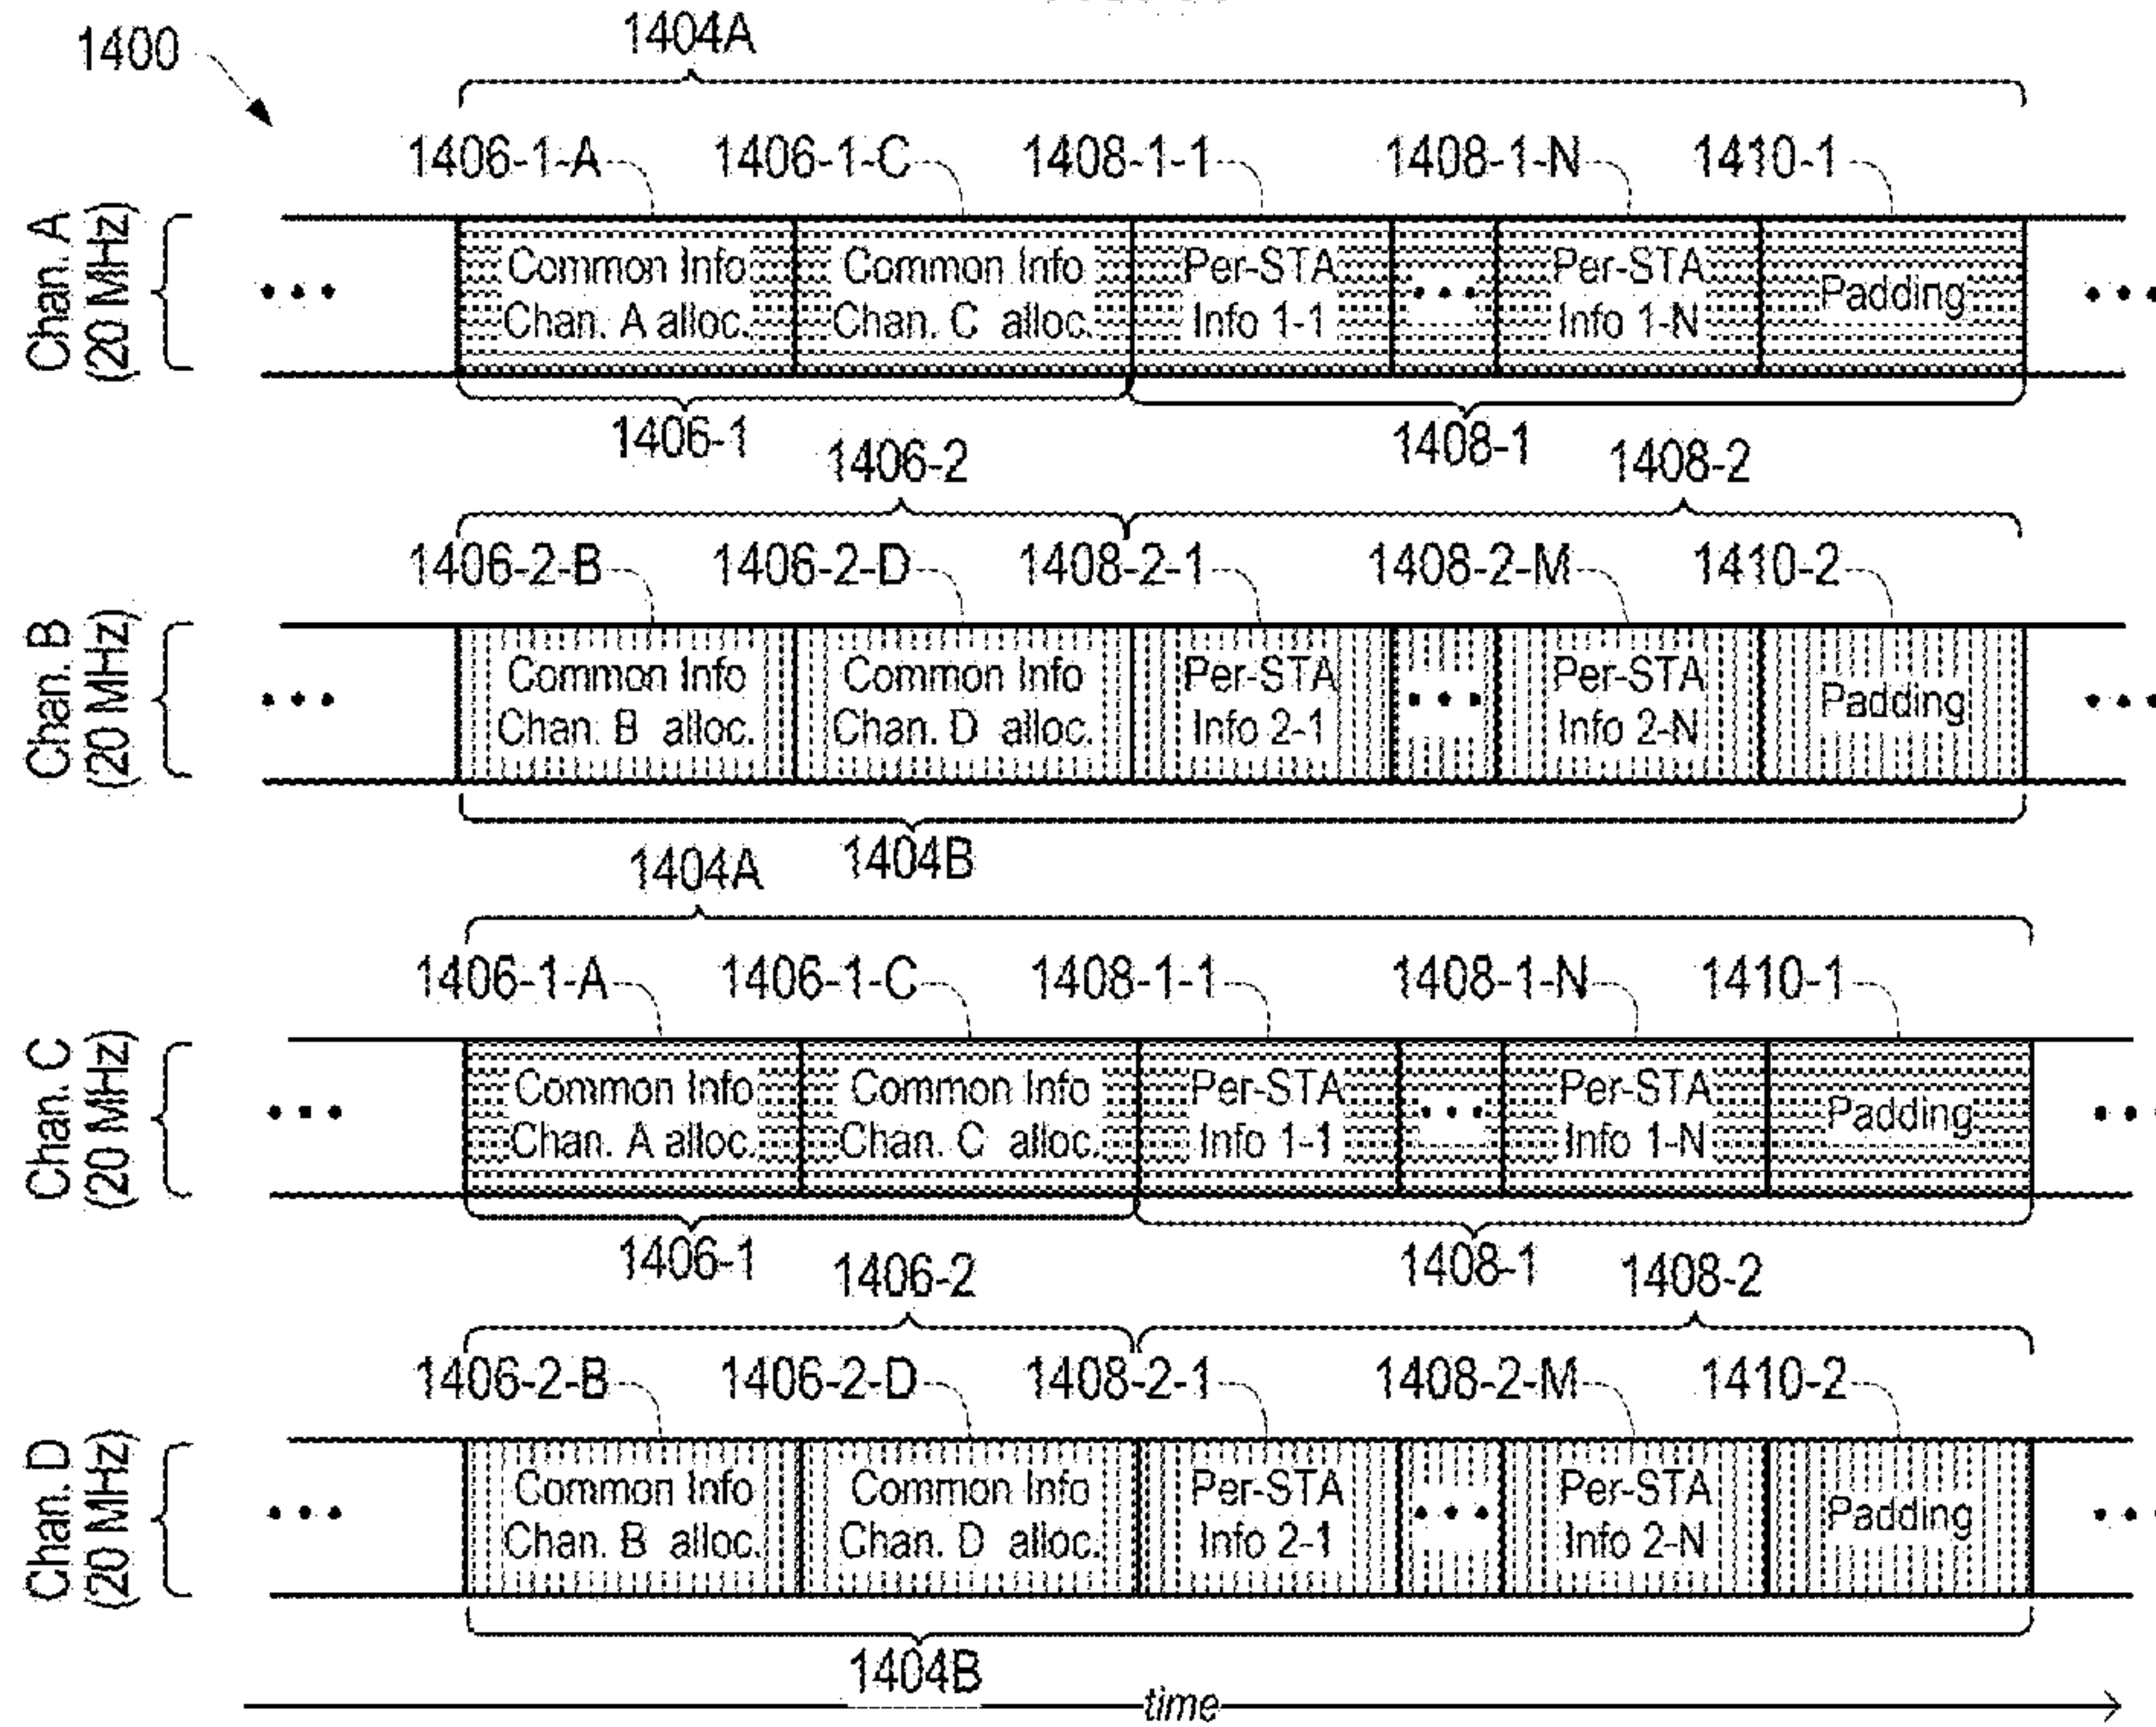 1404A
1400
1406-1-A 1406-1-C 1408-1-1 1408-1-N 1410-1
Chan. A
(20 MHz)
Common Info Common Info Per-STA Per-STA
Chan. A alloc. Chan. C alloc. Info 1-1 ... Info 1-N Padding
1406-1 1408-1
1406-2 1408-2
1406-2-B 1406-2-D 1408-2-1 1408-2-M 1410-2
Chan. B
(20 MHz)
Common Info Common Info Per-STA Per-STA
Chan. B alloc. Chan. D alloc. Info 2-1 ... Info 2-N Padding
1404B
1404A
1406-1-A 1406-1-C 1408-1-1 1408-1-N 1410-1
Chan. C
(20 MHz)
Common Info Common Info Per-STA Per-STA
Chan. A alloc. Chan. C alloc. Info 1-1 ... Info 1-N Padding
1406-1 1408-1
1406-2 1408-2
1406-2-B 1406-2-D 1408-2-1 1408-2-M 1410-2
Chan. D
(20 MHz)
Common Info Common Info Per-STA Per-STA
Chan. B alloc. Chan. D alloc. Info 2-1 ... Info 2-N Padding
1404B
time